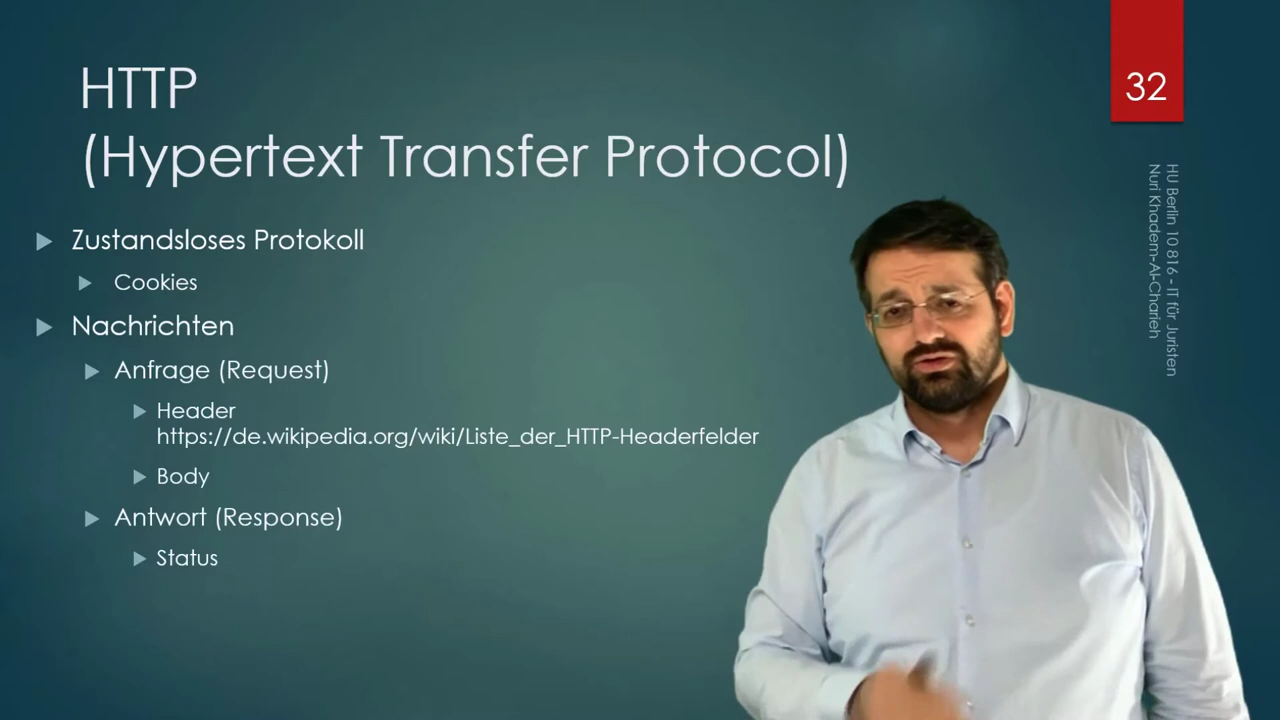 HTTP
(Hypertext Transfer Protocol)
32
HU Berlin 10 816 - IT für Juristen
Nuri Khadem-Al-Charieh
Zustandsloses Protokoll
Cookies
Nachrichten
Anfrage (Request)
Header
https://de.wikipedia.org/wiki/Liste_der_HTTP-Headerfelder
Body
Antwort (Response)
Status